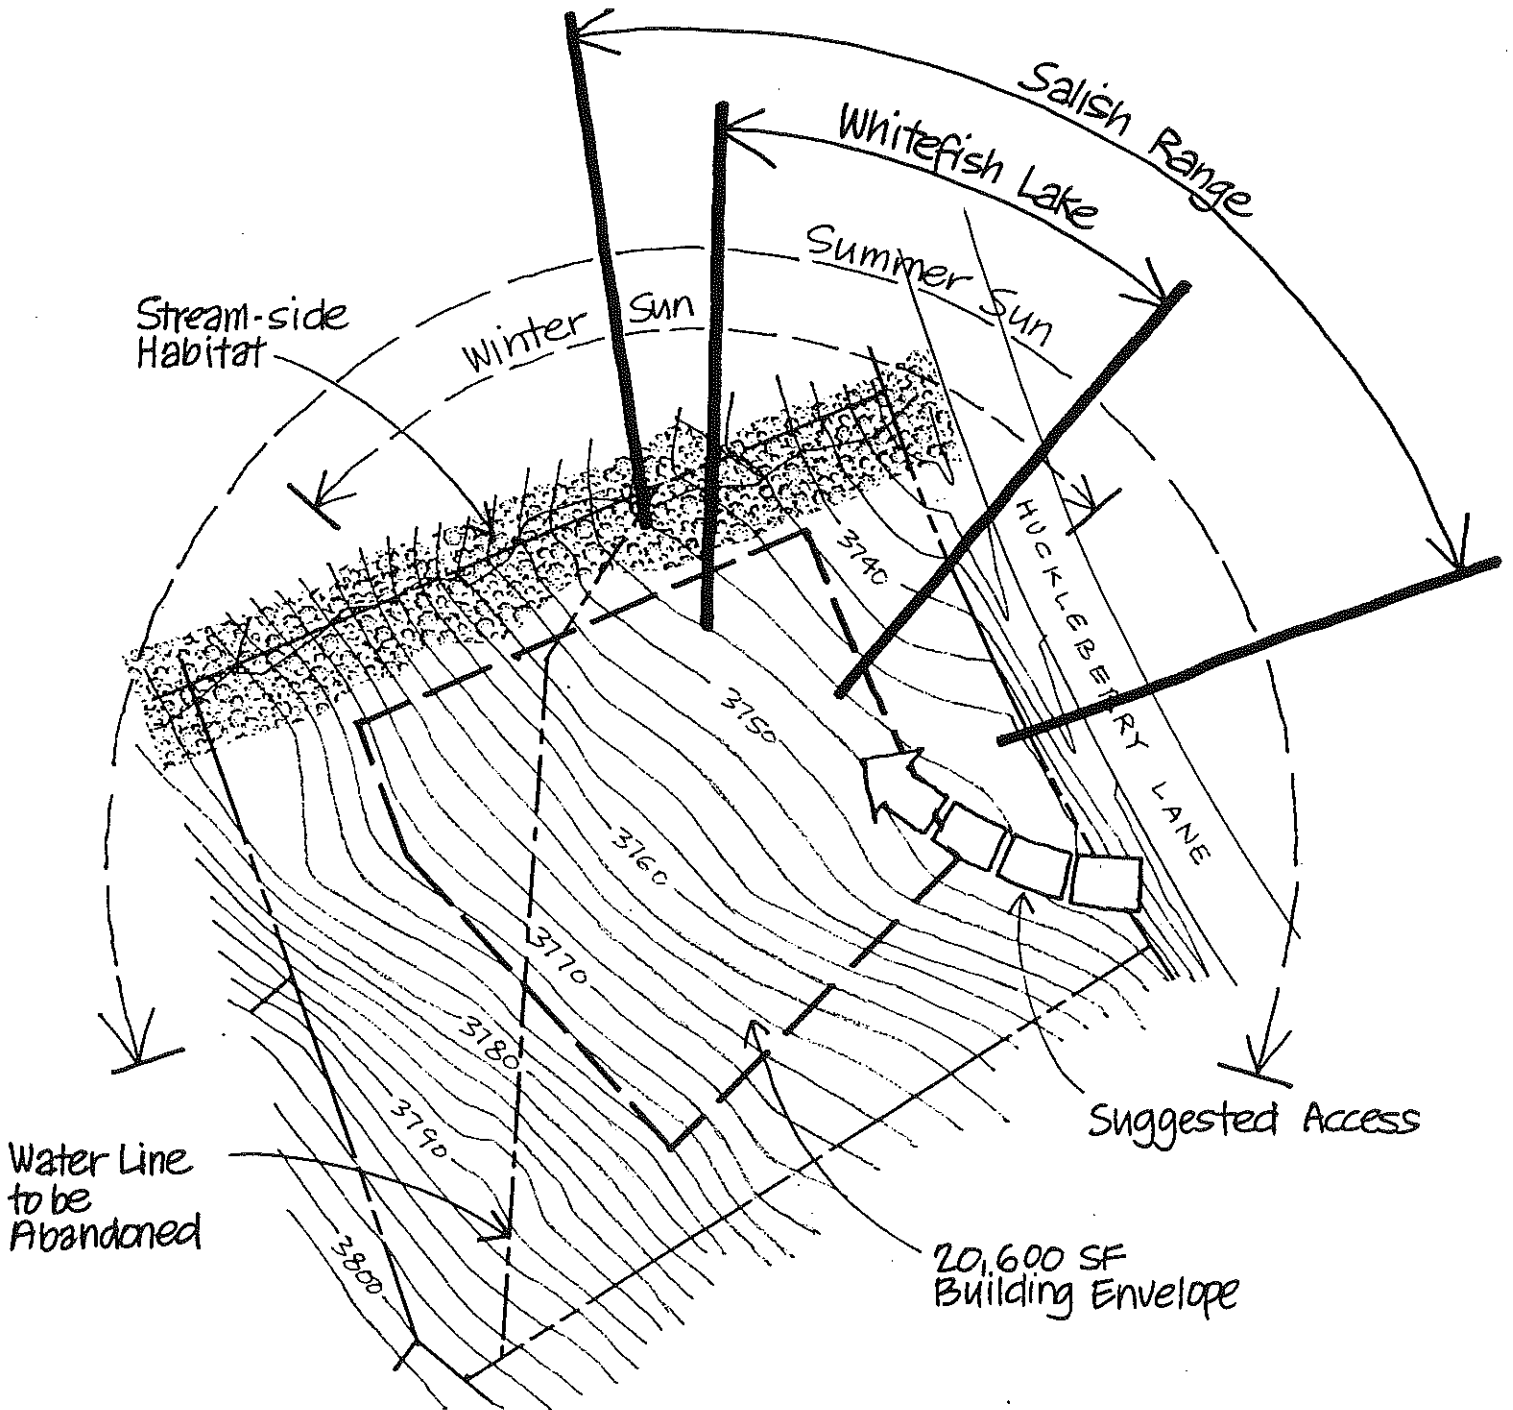 Salish Range
Whitefish Lake
Summer Sun
Winter Sun
Stream-side
Habitat
HUCKLEBERRY LANE
3740
3750
3760
3770
3780
3790
3800
Suggested Access
Water Line
to be
Abandoned
20,600 SF
Building Envelope